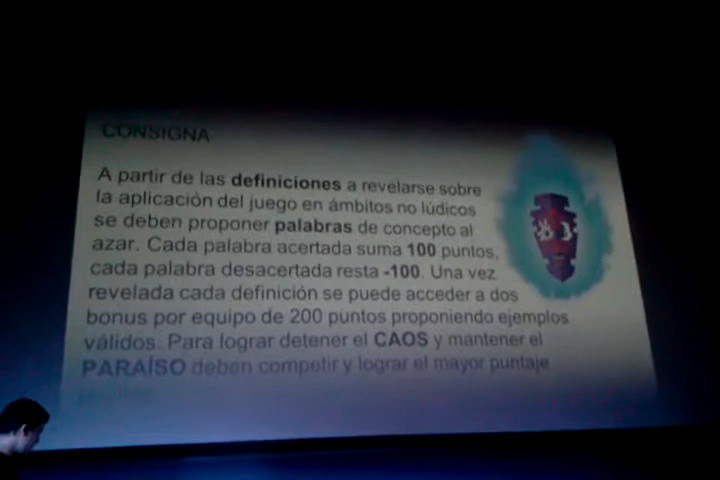 CONSIGNA
A partir de las definiciones a revelarse sobre
la aplicación del juego en ámbitos no lúdicos
se deben proponer palabras de concepto al
azar. Cada palabra acertada suma 100 puntos,
cada palabra desacertada resta -100. Una vez
revelada cada definición se puede acceder a dos
bonus por equipo de 200 puntos proponiendo ejemplos
válidos. Para lograr detener el CAOS y mantener el
PARAÍSO deben competir y lograr el mayor puntaje